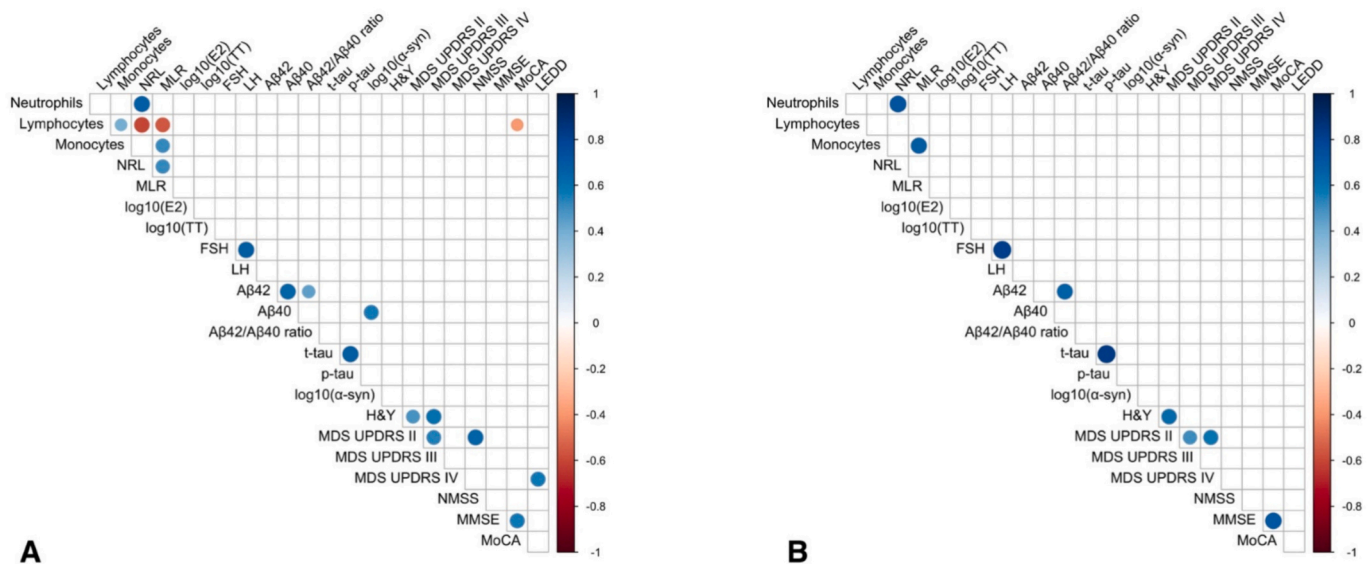 Lymphocytes
Monocytes
NRL
MLR
log10(E2)
log10(TT)
FSH
LH
Aβ42
Aβ40
Aβ42/Aβ40 ratio
t-tau
p-tau
log10(α-syn)
H&Y
MDS UPDRS II
MDS UPDRS III
MDS UPDRS IV
NMSS
MMSE
MoCA
LEDD
Neutrophils
Lymphocytes
Monocytes
NRL
MLR
log10(E2)
log10(TT)
FSH
LH
Aβ42
Aβ40
Aβ42/Aβ40 ratio
t-tau
p-tau
log10(α-syn)
H&Y
MDS UPDRS II
MDS UPDRS III
MDS UPDRS IV
NMSS
MMSE
MoCA
1
0.8
0.6
0.4
0.2
0
-0.2
-0.4
-0.6
-0.8
-1
A
Lymphocytes
Monocytes
NRL
MLR
log10(E2)
log10(TT)
FSH
LH
Aβ42
Aβ40
Aβ42/Aβ40 ratio
t-tau
p-tau
log10(α-syn)
H&Y
MDS UPDRS II
MDS UPDRS III
MDS UPDRS IV
NMSS
MMSE
MoCA
LEDD
Neutrophils
Lymphocytes
Monocytes
NRL
MLR
log10(E2)
log10(TT)
FSH
LH
Aβ42
Aβ40
Aβ42/Aβ40 ratio
t-tau
p-tau
log10(α-syn)
H&Y
MDS UPDRS II
MDS UPDRS III
MDS UPDRS IV
NMSS
MMSE
MoCA
1
0.8
0.6
0.4
0.2
0
-0.2
-0.4
-0.6
-0.8
-1
B